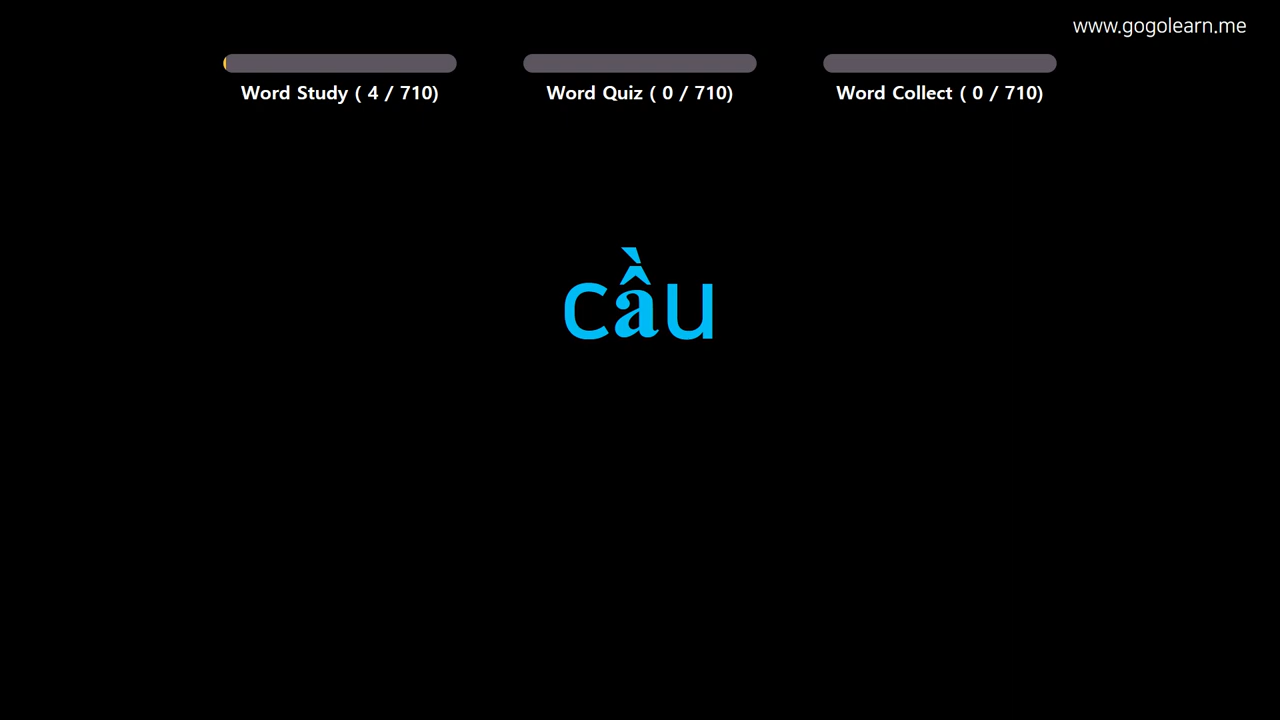 www.gogolearn.me
Word Study ( 4 / 710)
Word Quiz ( 0 / 710)
Word Collect ( 0 / 710)
cầu